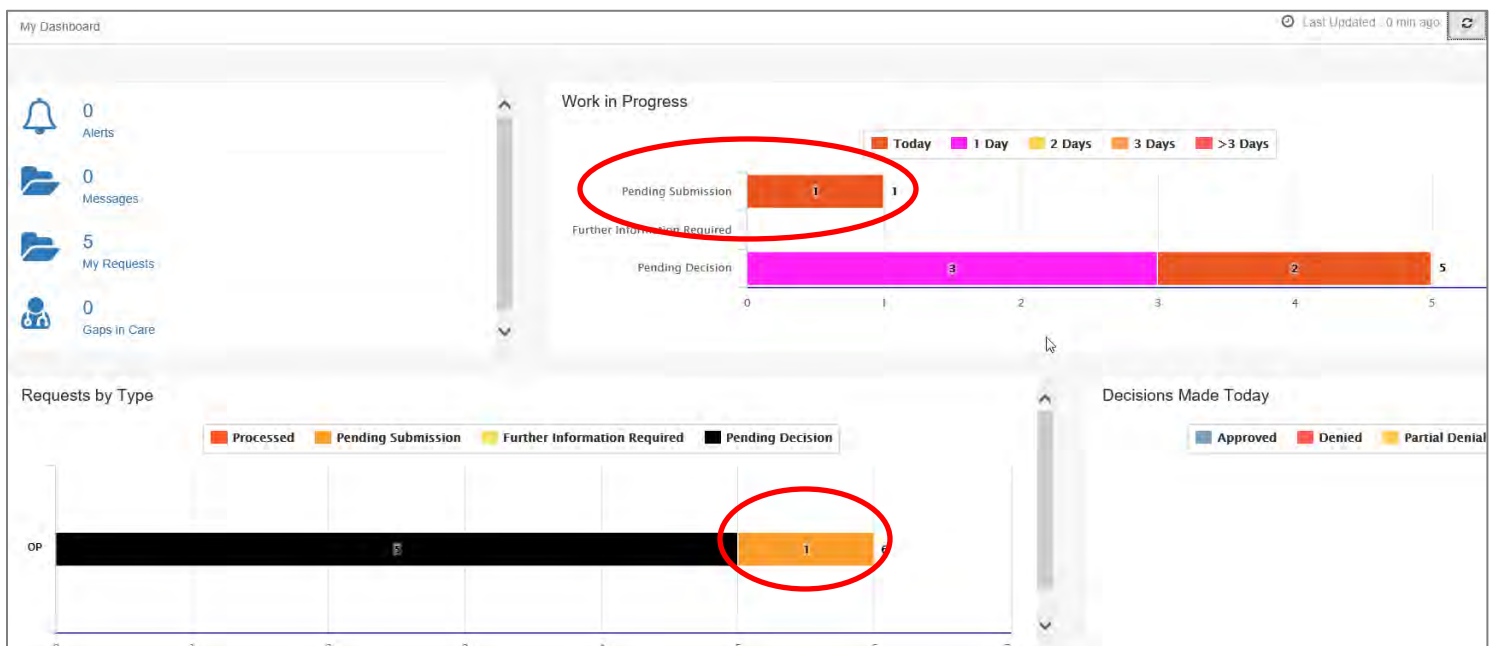 My Dashboard
Last Updated : 0 min ago
0
Alerts
0
Messages
5
My Requests
0
Gaps in Care
Work in Progress
Today 1 Day 2 Days 3 Days >3 Days
Pending Submission 1 1
Further Information Required
Pending Decision 3 2 5
0 1 2 3 4 5
Requests by Type
Processed Pending Submission Further Information Required Pending Decision
OP 5 1 6
Decisions Made Today
Approved Denied Partial Denial